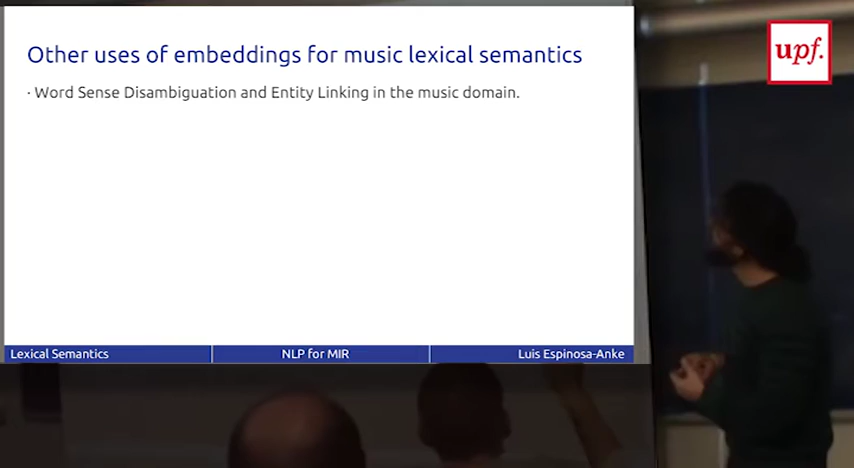 Other uses of embeddings for music lexical semantics
· Word Sense Disambiguation and Entity Linking in the music domain.
Lexical Semantics
NLP for MIR
Luis Espinosa-Anke
upf.